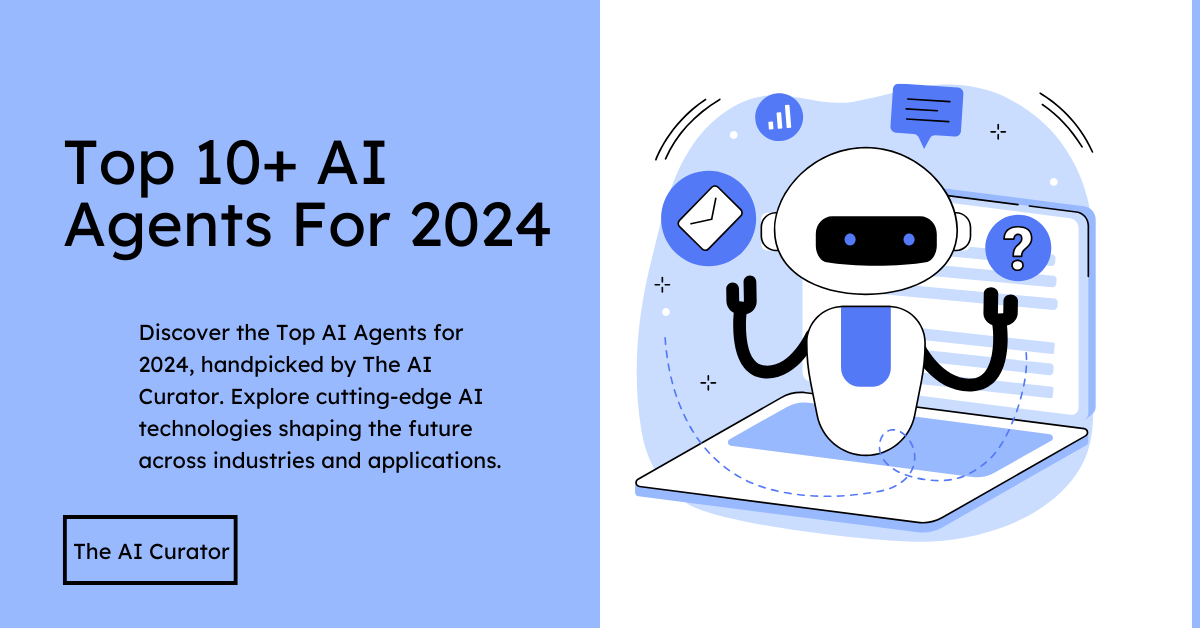 Top 10+ AI
Agents For 2024
Discover the Top AI Agents for
2024, handpicked by The AI
Curator. Explore cutting-edge AI
technologies shaping the future
across industries and applications.
The AI Curator
?